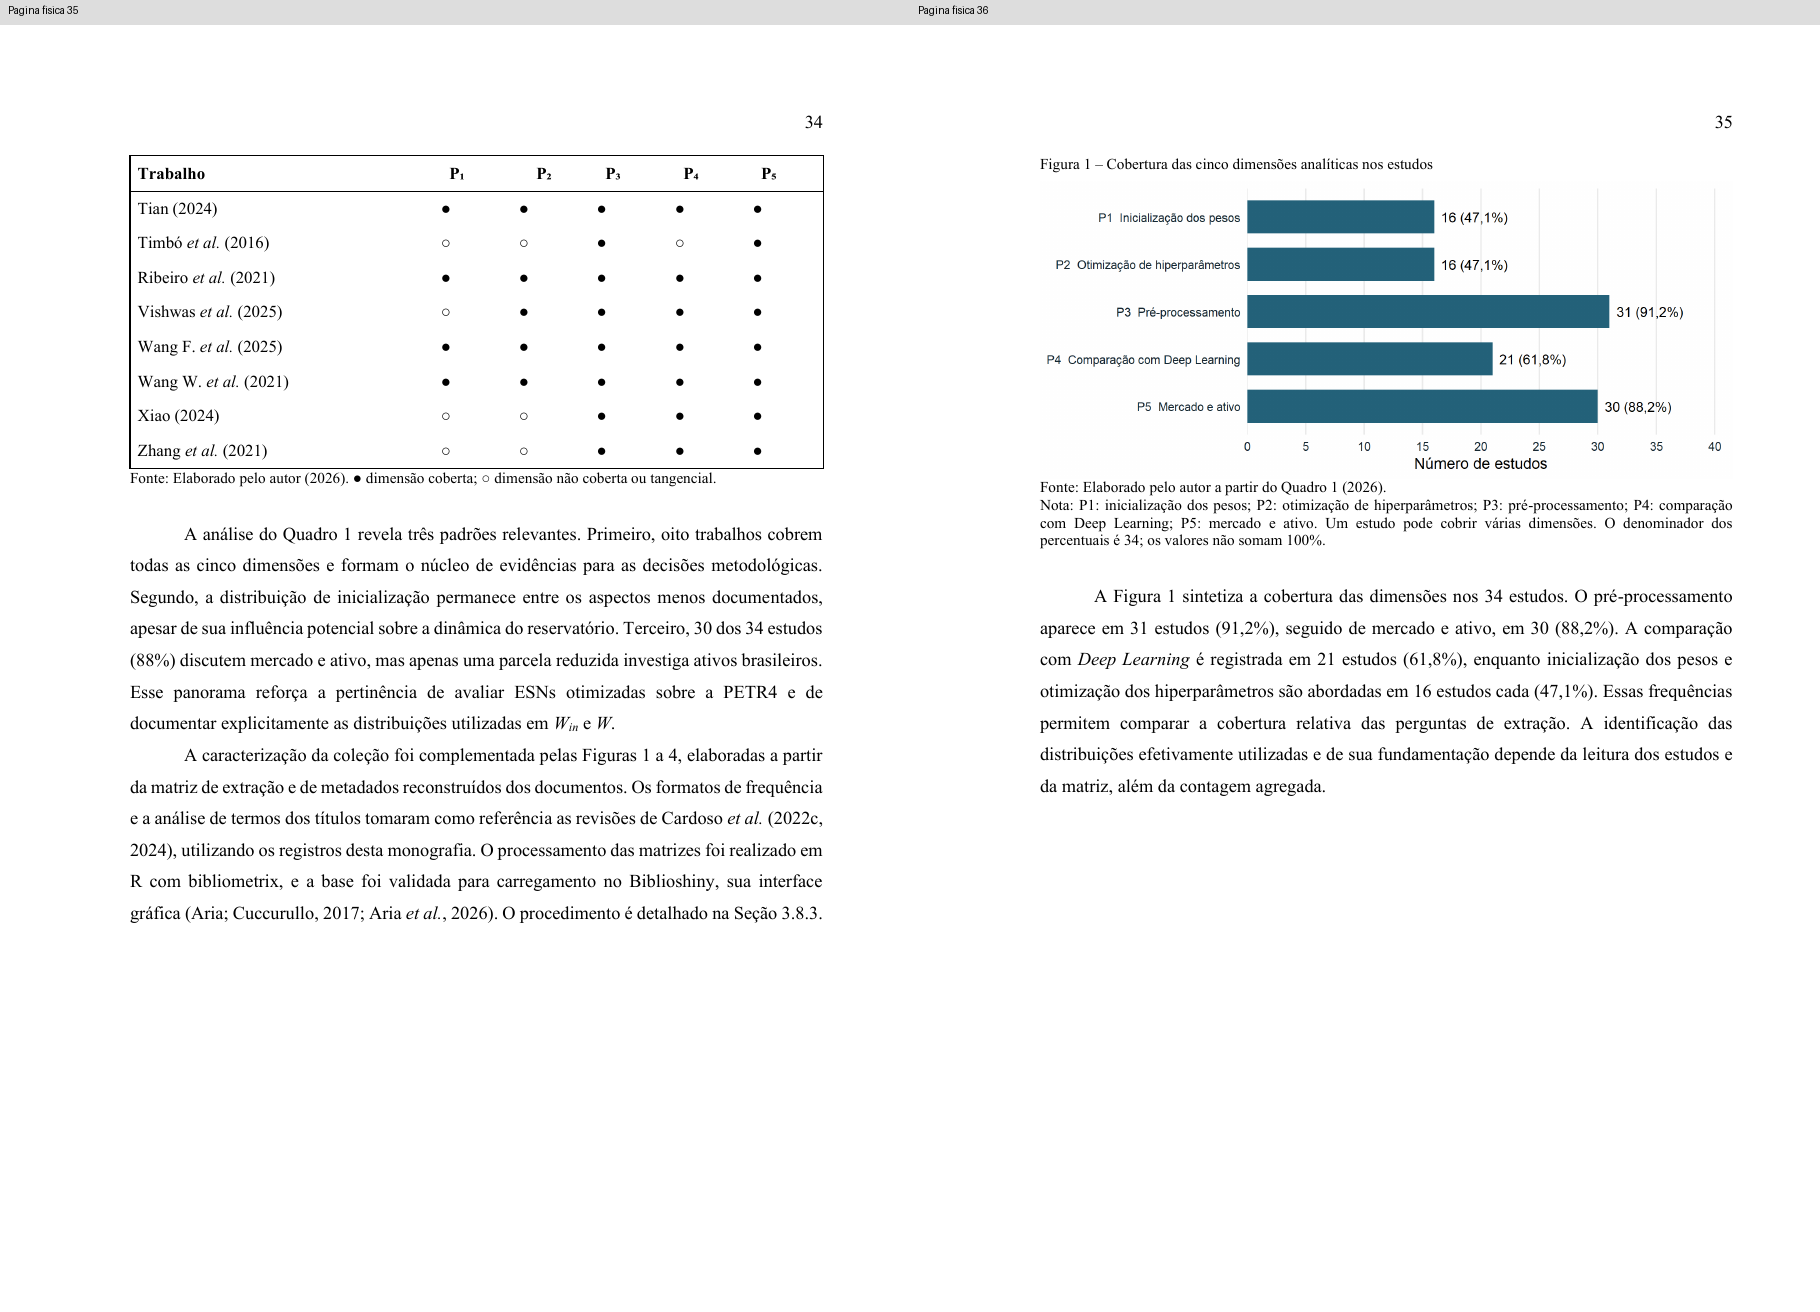 Pagina fisica 35
34
Trabalho P₁ P₂ P₃ P₄ P₅
Tian (2024) ● ● ● ● ●
Timbó et al. (2016) ○ ○ ● ○ ●
Ribeiro et al. (2021) ● ● ● ● ●
Vishwas et al. (2025) ○ ● ● ● ●
Wang F. et al. (2025) ● ● ● ● ●
Wang W. et al. (2021) ● ● ● ● ●
Xiao (2024) ○ ○ ● ● ●
Zhang et al. (2021) ○ ○ ● ● ●
Fonte: Elaborado pelo autor (2026). ● dimensão coberta; ○ dimensão não coberta ou tangencial.
A análise do Quadro 1 revela três padrões relevantes. Primeiro, oito trabalhos cobrem
todas as cinco dimensões e formam o núcleo de evidências para as decisões metodológicas.
Segundo, a distribuição de inicialização permanece entre os aspectos menos documentados,
apesar de sua influência potencial sobre a dinâmica do reservatório. Terceiro, 30 dos 34 estudos
(88%) discutem mercado e ativo, mas apenas uma parcela reduzida investiga ativos brasileiros.
Esse panorama reforça a pertinência de avaliar ESNs otimizadas sobre a PETR4 e de
documentar explicitamente as distribuições utilizadas em Win e W.
A caracterização da coleção foi complementada pelas Figuras 1 a 4, elaboradas a partir
da matriz de extração e de metadados reconstruídos dos documentos. Os formatos de frequência
e a análise de termos dos títulos tomaram como referência as revisões de Cardoso et al. (2022c,
2024), utilizando os registros desta monografia. O processamento das matrizes foi realizado em
R com bibliometrix, e a base foi validada para carregamento no Biblioshiny, sua interface
gráfica (Aria; Cuccurullo, 2017; Aria et al., 2026). O procedimento é detalhado na Seção 3.8.3.
Pagina fisica 36
35
Figura 1 – Cobertura das cinco dimensões analíticas nos estudos
P1 Inicialização dos pesos 16 (47,1%)
P2 Otimização de hiperparâmetros 16 (47,1%)
P3 Pré-processamento 31 (91,2%)
P4 Comparação com Deep Learning 21 (61,8%)
P5 Mercado e ativo 30 (88,2%)
0 5 10 15 20 25 30 35 40
Número de estudos
Fonte: Elaborado pelo autor a partir do Quadro 1 (2026).
Nota: P1: inicialização dos pesos; P2: otimização de hiperparâmetros; P3: pré-processamento; P4: comparação
com Deep Learning; P5: mercado e ativo. Um estudo pode cobrir várias dimensões. O denominador dos
percentuais é 34; os valores não somam 100%.
A Figura 1 sintetiza a cobertura das dimensões nos 34 estudos. O pré-processamento
aparece em 31 estudos (91,2%), seguido de mercado e ativo, em 30 (88,2%). A comparação
com Deep Learning é registrada em 21 estudos (61,8%), enquanto inicialização dos pesos e
otimização dos hiperparâmetros são abordadas em 16 estudos cada (47,1%). Essas frequências
permitem comparar a cobertura relativa das perguntas de extração. A identificação das
distribuições efetivamente utilizadas e de sua fundamentação depende da leitura dos estudos e
da matriz, além da contagem agregada.